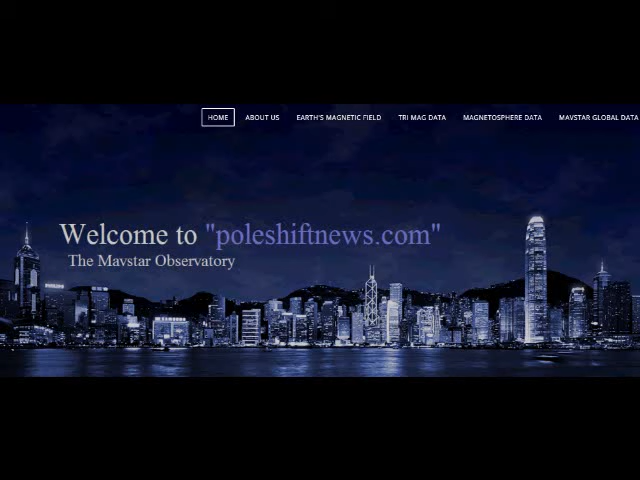 HOME ABOUT US EARTH'S MAGNETIC FIELD TRI MAG DATA MAGNETOSPHERE DATA MAVSTAR GLOBAL DATA
Welcome to "poleshiftnews.com"
The Mavstar Observatory